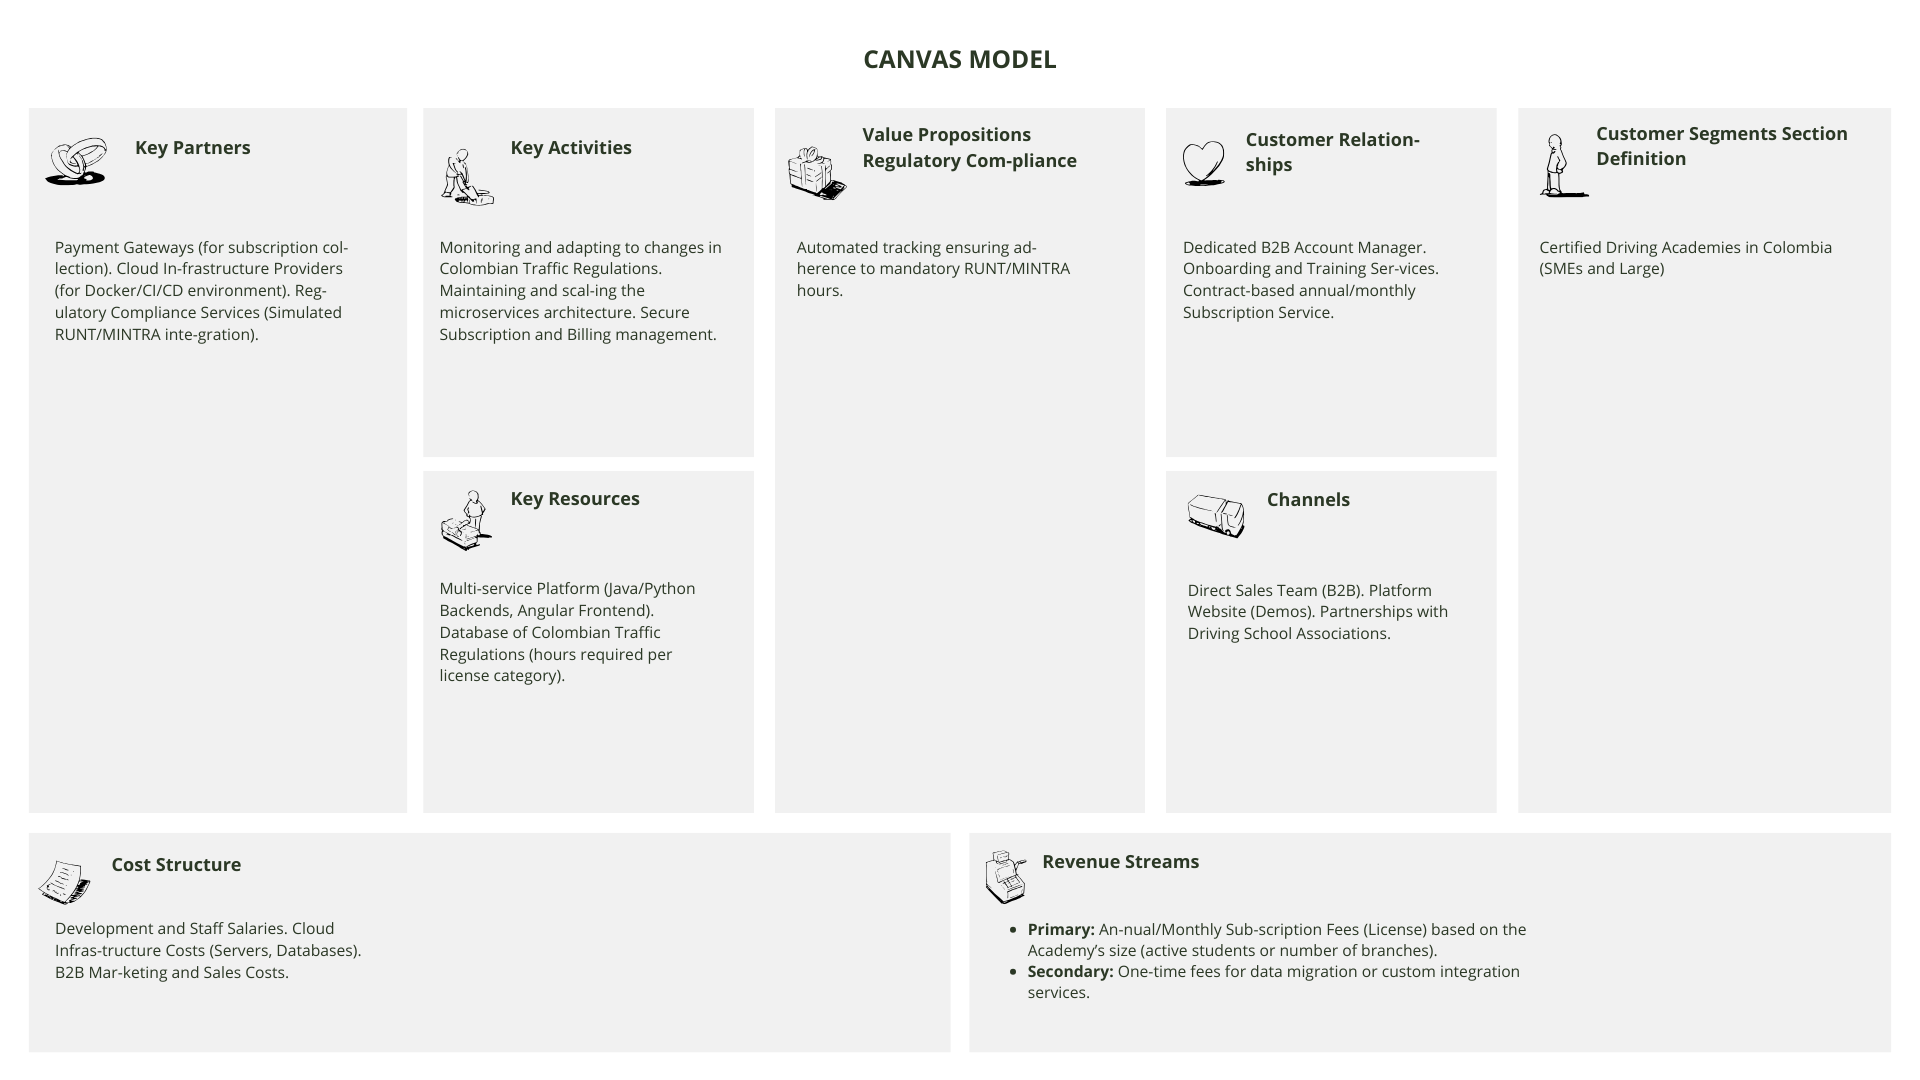 CANVAS MODEL
Key Partners
Payment Gateways (for subscription col-
lection). Cloud In-frastructure Providers
(for Docker/CI/CD environment). Reg-
ulatory Compliance Services (Simulated
RUNT/MINTRA inte-gration).
Key Activities
Monitoring and adapting to changes in
Colombian Traffic Regulations.
Maintaining and scal-ing the
microservices architecture. Secure
Subscription and Billing management.
Key Resources
Multi-service Platform (Java/Python
Backends, Angular Frontend).
Database of Colombian Traffic
Regulations (hours required per
license category).
Value Propositions
Regulatory Com-pliance
Automated tracking ensuring ad-
herence to mandatory RUNT/MINTRA
hours.
Customer Relation-
ships
Dedicated B2B Account Manager.
Onboarding and Training Ser-vices.
Contract-based annual/monthly
Subscription Service.
Channels
Direct Sales Team (B2B). Platform
Website (Demos). Partnerships with
Driving School Associations.
Customer Segments Section
Definition
Certified Driving Academies in Colombia
(SMEs and Large)
Cost Structure
Development and Staff Salaries. Cloud
Infras-tructure Costs (Servers, Databases).
B2B Mar-keting and Sales Costs.
Revenue Streams
• Primary: An-nual/Monthly Sub-scription Fees (License) based on the
Academy’s size (active students or number of branches).
• Secondary: One-time fees for data migration or custom integration
services.